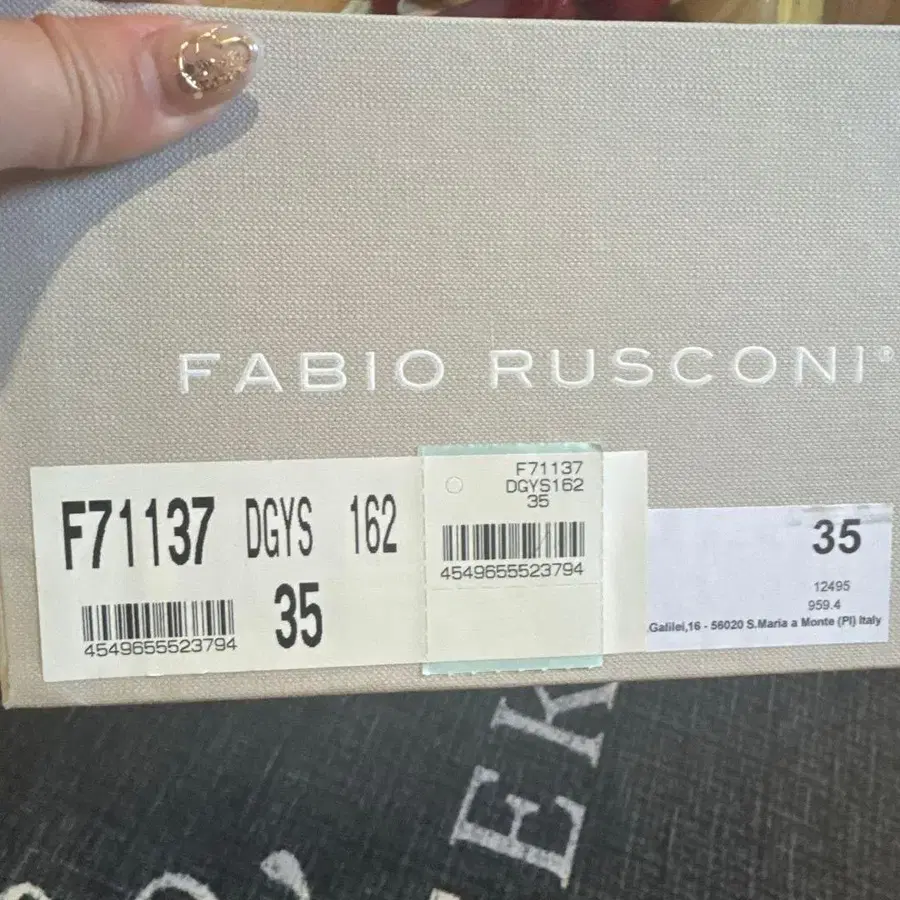 FABIO RUSCONI®
F71137 DGYS 162
35
4549655523794
F71137
DGYS162
35
4549655523794
35
12495
959.4
.Galilei,16 - 56020 S.Maria a Monte (PI) Italy